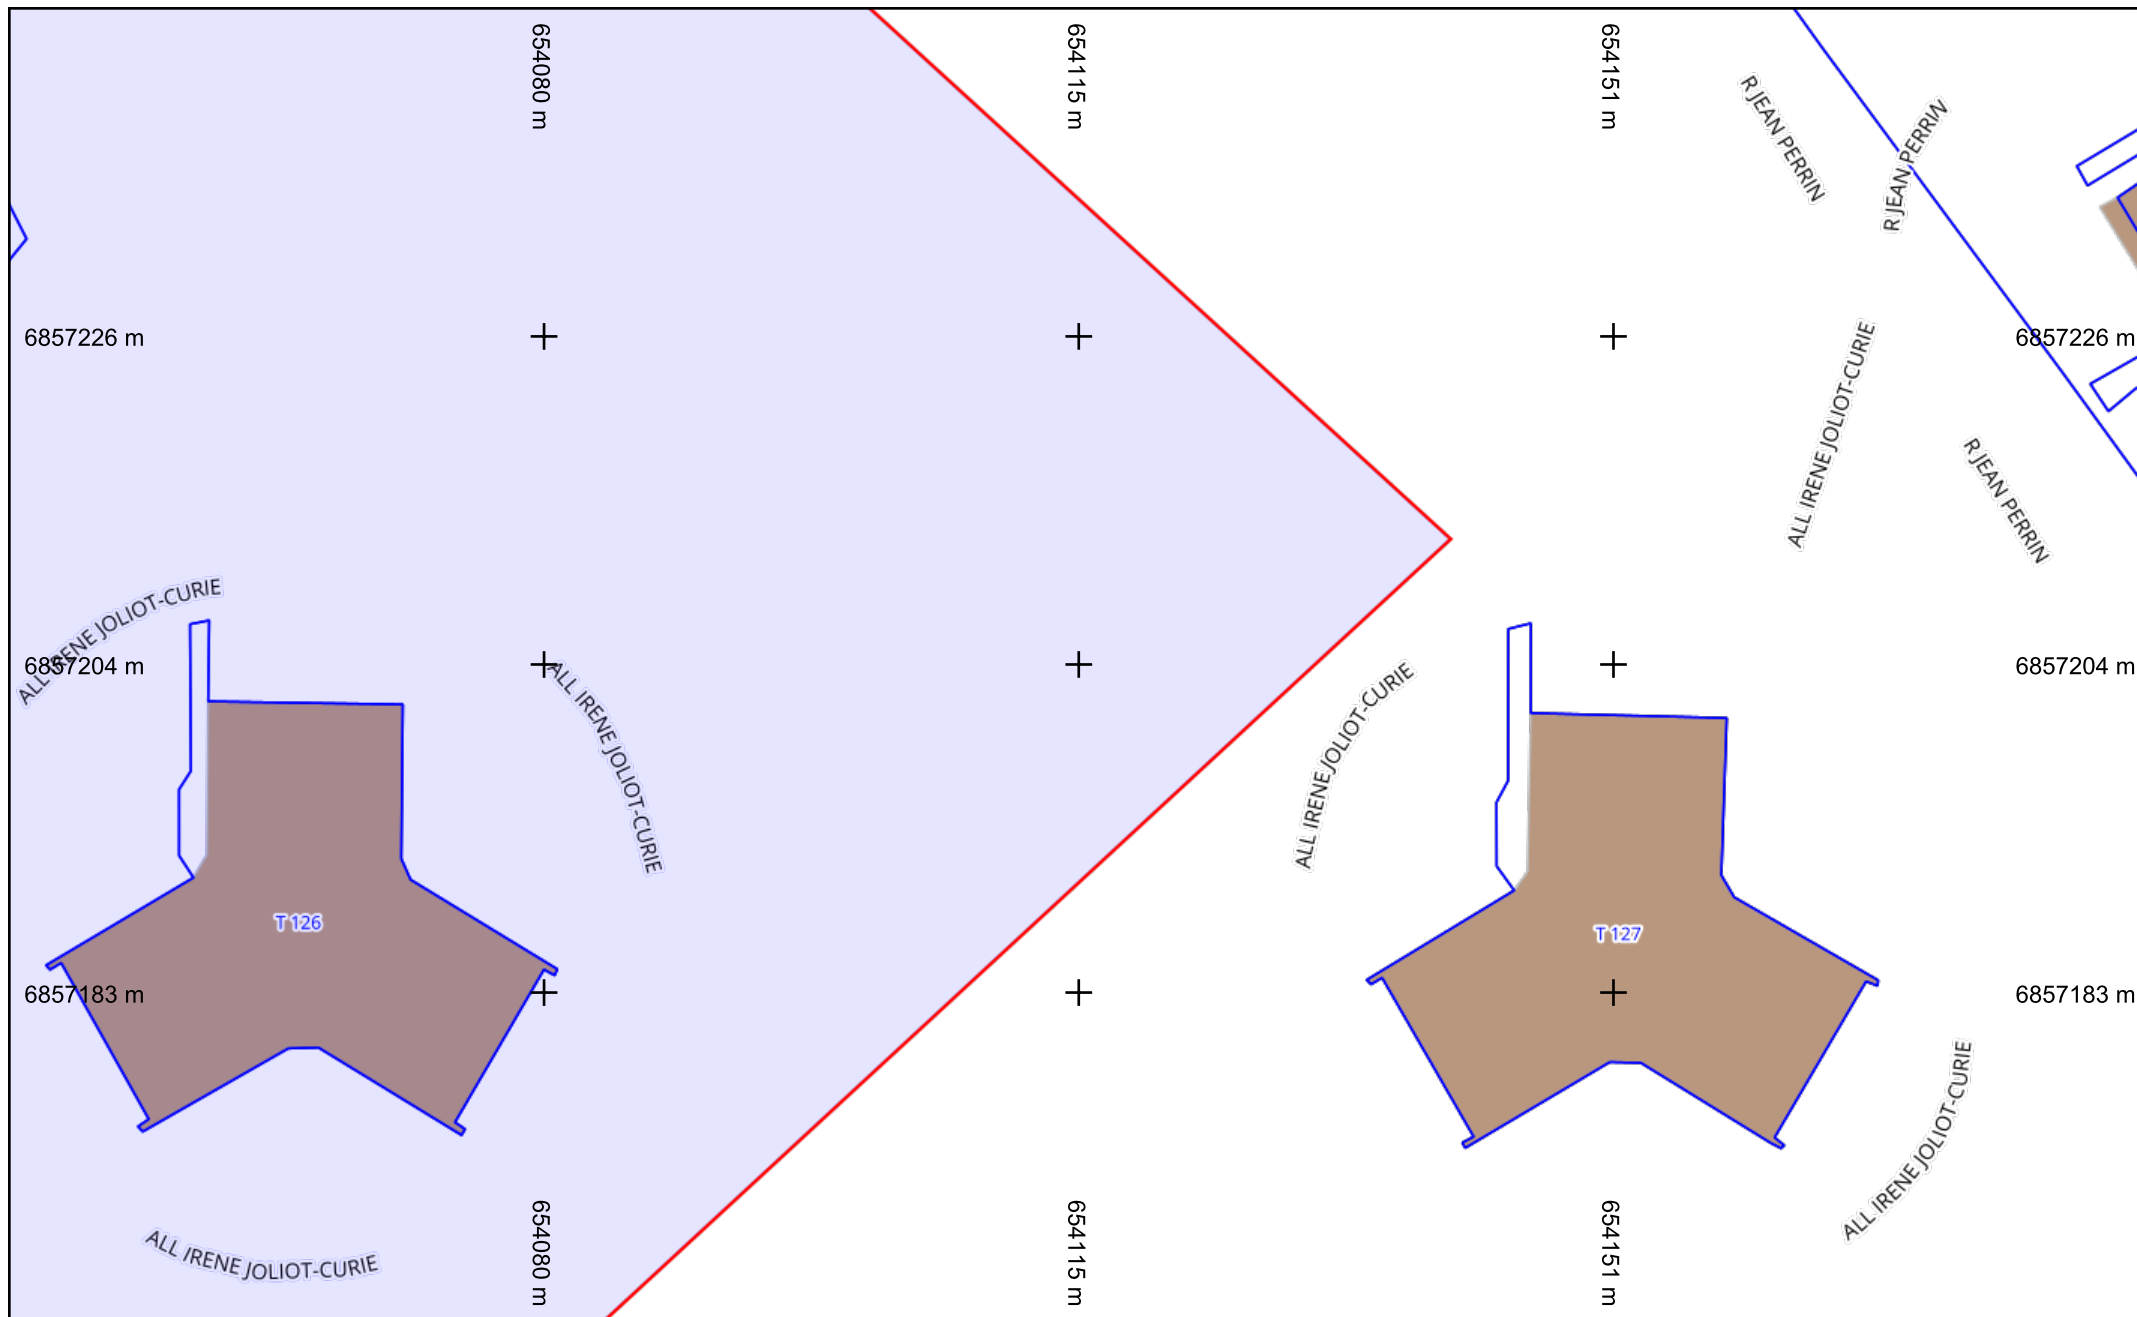 654080 m
654115 m
654151 m
R JEAN PERRIN
R JEAN PERRIN
6857226 m
6857226 m
ALL IRENE JOLIOT-CURIE
R JEAN PERRIN
ALL IRENE JOLIOT-CURIE
6857204 m
6857204 m
ALL IRENE JOLIOT-CURIE
ALL IRENE JOLIOT-CURIE
T 126
T 127
6857183 m
6857183 m
ALL IRENE JOLIOT-CURIE
ALL IRENE JOLIOT-CURIE
654080 m
654115 m
654151 m